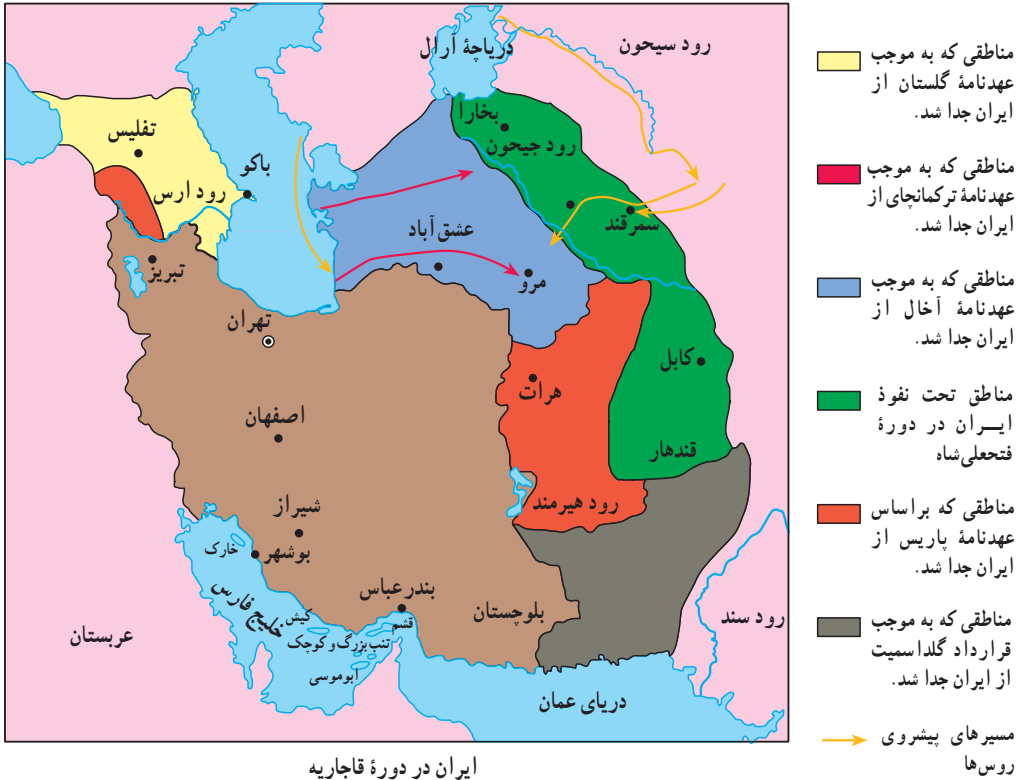 دریاچهٔ آرال
رود سیحون
بخارا
رود جیحون
تفلیس
باکو
رود ارس
سمرقند
عشق‌آباد
مرو
تبریز
تهران
کابل
هرات
اصفهان
قندهار
رود هیرمند
شیراز
بوشهر
خارک
خلیج فارس
بندرعباس
کیش
قشم
تنب‌بزرگ و کوچک
ابوموسی
بلوچستان
رود سند
عربستان
دریای عمان
مناطقی که به موجب
عهدنامهٔ گلستان از
ایران جدا شد.
مناطقی که به موجب
عهدنامهٔ ترکمانچای از
ایران جدا شد.
مناطقی که به موجب
عهدنامهٔ آخال از
ایران جدا شد.
مناطق تحت نفوذ
ایـــران در دورهٔ
فتحعلی‌شاه
مناطقی که براساس
عهدنامهٔ پاریس از
ایران جدا شد.
مناطقی که به موجب
قرارداد گلداسمیت
از ایران جدا شد.
مسیرهای پیشروی
روس‌ها
ایران در دورهٔ قاجاریه